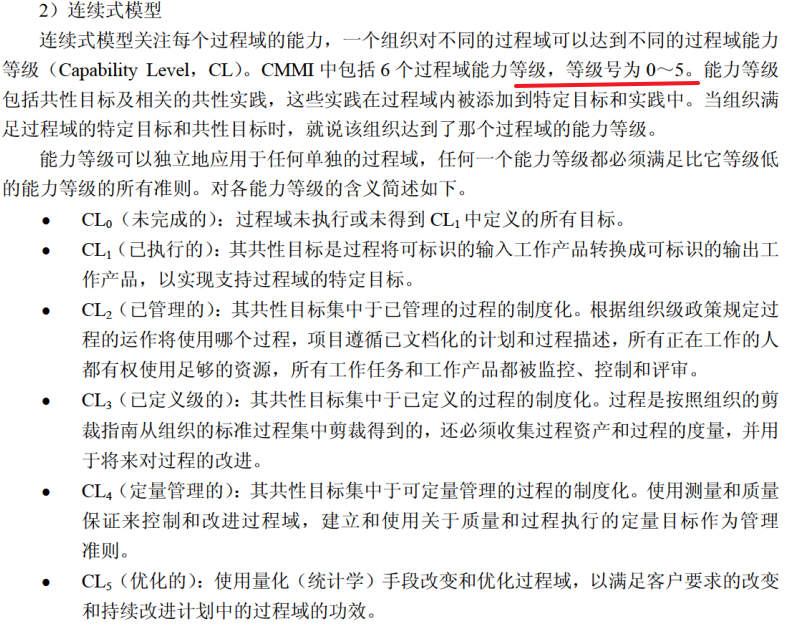 2）连续式模型
连续式模型关注每个过程域的能力，一个组织对不同的过程域可以达到不同的过程域能力
等级（Capability Level，CL）。CMMI 中包括 6 个过程域能力等级，等级号为 0～5。能力等级
包括共性目标及相关的共性实践，这些实践在过程域内被添加到特定目标和实践中。当组织满
足过程域的特定目标和共性目标时，就说该组织达到了那个过程域的能力等级。
能力等级可以独立地应用于任何单独的过程域，任何一个能力等级都必须满足比它等级低
的能力等级的所有准则。对各能力等级的含义简述如下。
● CL₀（未完成的）：过程域未执行或未得到 CL₁ 中定义的所有目标。
● CL₁（已执行的）：其共性目标是过程将可标识的输入工作产品转换成可标识的输出工
作产品，以实现支持过程域的特定目标。
● CL₂（已管理的）：其共性目标集中于已管理的过程的制度化。根据组织级政策规定过
程的运作将使用哪个过程，项目遵循已文档化的计划和过程描述，所有正在工作的人
都有权使用足够的资源，所有工作任务和工作产品都被监控、控制和评审。
● CL₃（已定义级的）：其共性目标集中于已定义的过程的制度化。过程是按照组织的剪
裁指南从组织的标准过程集中剪裁得到的，还必须收集过程资产和过程的度量，并用
于将来对过程的改进。
● CL₄（定量管理的）：其共性目标集中于可定量管理的过程的制度化。使用测量和质量
保证来控制和改进过程域，建立和使用关于质量和过程执行的定量目标作为管理
准则。
● CL₅（优化的）：使用量化（统计学）手段改变和优化过程域，以满足客户要求的改变
和持续改进计划中的过程域的功效。